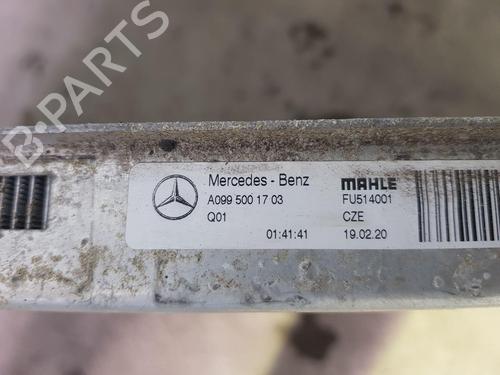 B-PARTS
Mercedes-Benz
A099 500 17 03
Q01
01:41:41
MAHLE
FU514001
CZE
19.02.20